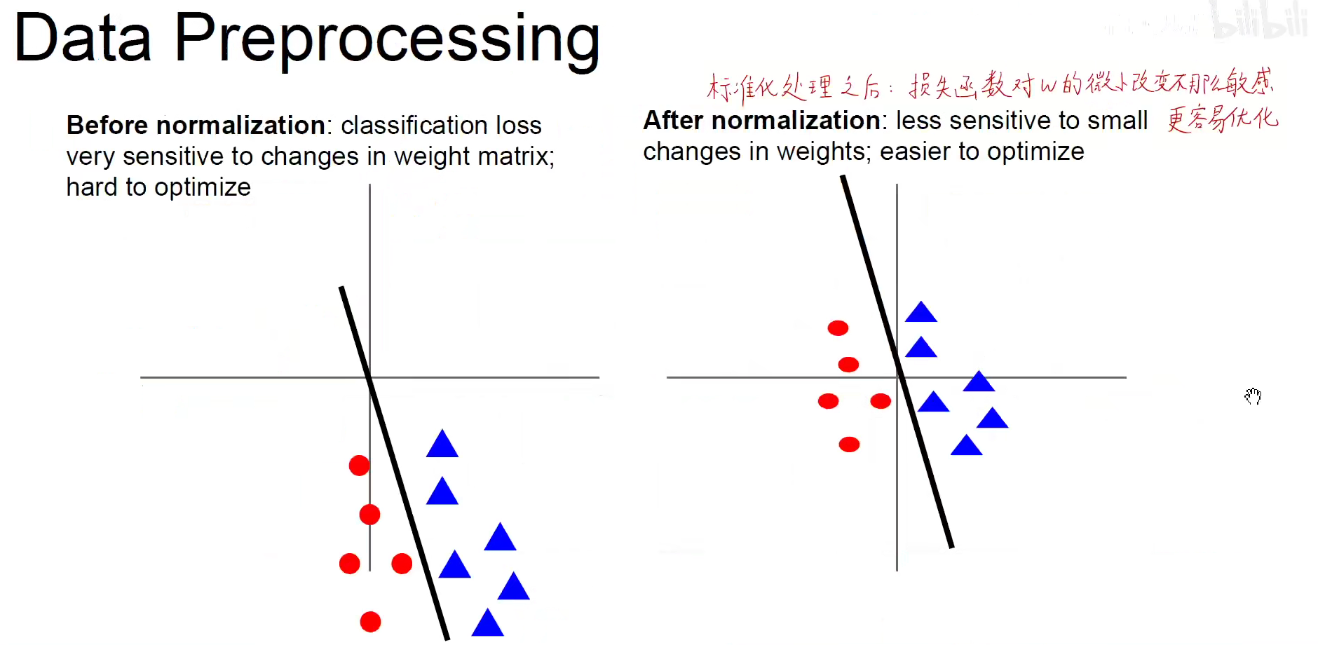 Data Preprocessing
bilibili
Before normalization: classification loss
very sensitive to changes in weight matrix;
hard to optimize
标准化处理之后：损失函数对w的微小改变不那么敏感
更容易优化
After normalization: less sensitive to small
changes in weights; easier to optimize